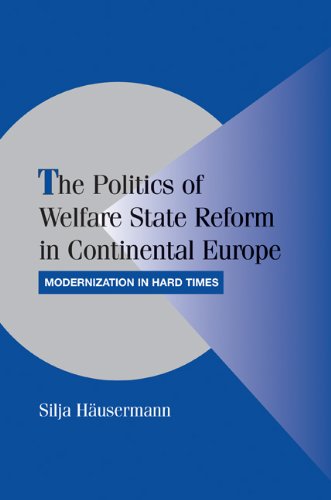 The Politics of
Welfare State Reform
in Continental Europe
MODERNIZATION IN HARD TIMES
Silja Häusermann